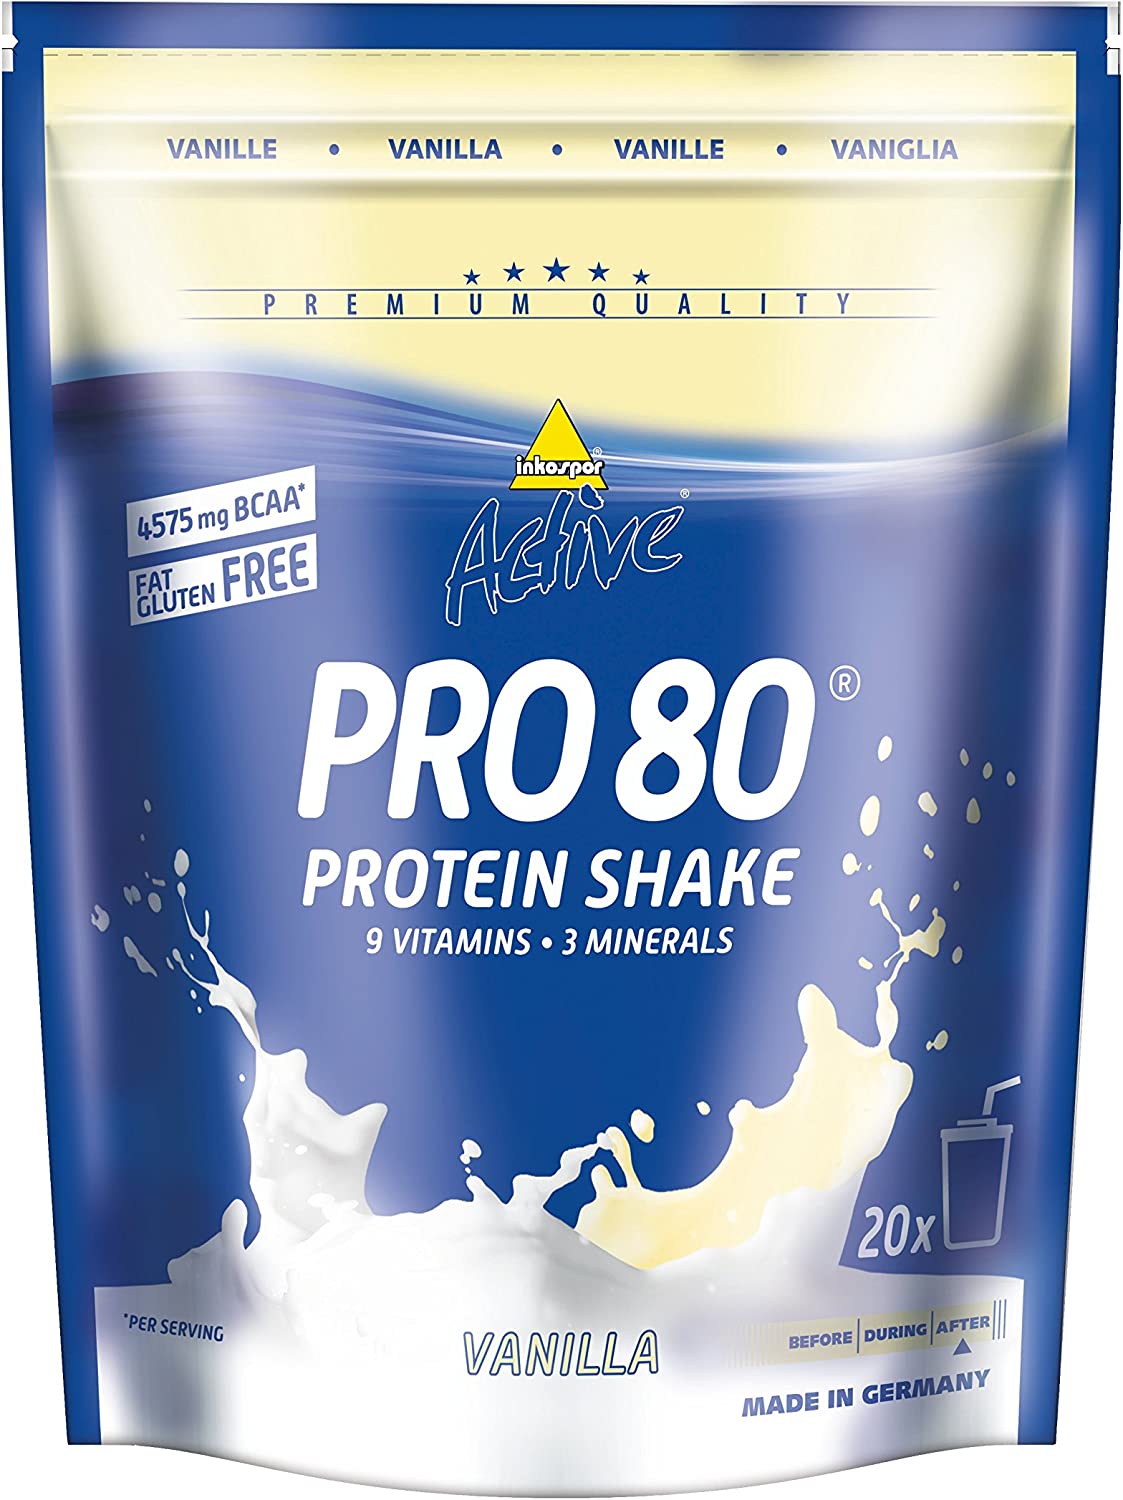 VANILLE • VANILLA • VANILLE • VANIGLIA
PREMIUM QUALITY
inkospor®
Active®
4575 mg BCAA*
FAT
GLUTEN FREE
PRO 80®
PROTEIN SHAKE
9 VITAMINS • 3 MINERALS
20x
*PER SERVING
VANILLA
BEFORE | DURING | AFTER
MADE IN GERMANY